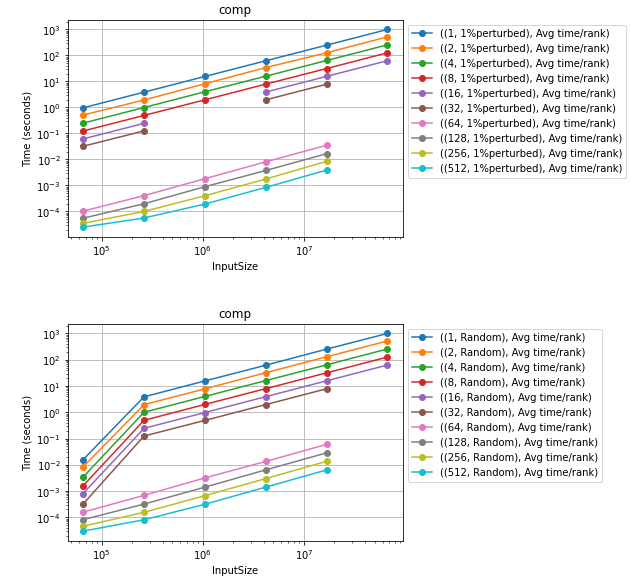 comp
Time (seconds)
10³
10²
10¹
10⁰
10⁻¹
10⁻²
10⁻³
10⁻⁴
10⁵ 10⁶ 10⁷
InputSize
((1, 1%perturbed), Avg time/rank)
((2, 1%perturbed), Avg time/rank)
((4, 1%perturbed), Avg time/rank)
((8, 1%perturbed), Avg time/rank)
((16, 1%perturbed), Avg time/rank)
((32, 1%perturbed), Avg time/rank)
((64, 1%perturbed), Avg time/rank)
((128, 1%perturbed), Avg time/rank)
((256, 1%perturbed), Avg time/rank)
((512, 1%perturbed), Avg time/rank)
comp
Time (seconds)
10³
10²
10¹
10⁰
10⁻¹
10⁻²
10⁻³
10⁻⁴
10⁵ 10⁶ 10⁷
InputSize
((1, Random), Avg time/rank)
((2, Random), Avg time/rank)
((4, Random), Avg time/rank)
((8, Random), Avg time/rank)
((16, Random), Avg time/rank)
((32, Random), Avg time/rank)
((64, Random), Avg time/rank)
((128, Random), Avg time/rank)
((256, Random), Avg time/rank)
((512, Random), Avg time/rank)